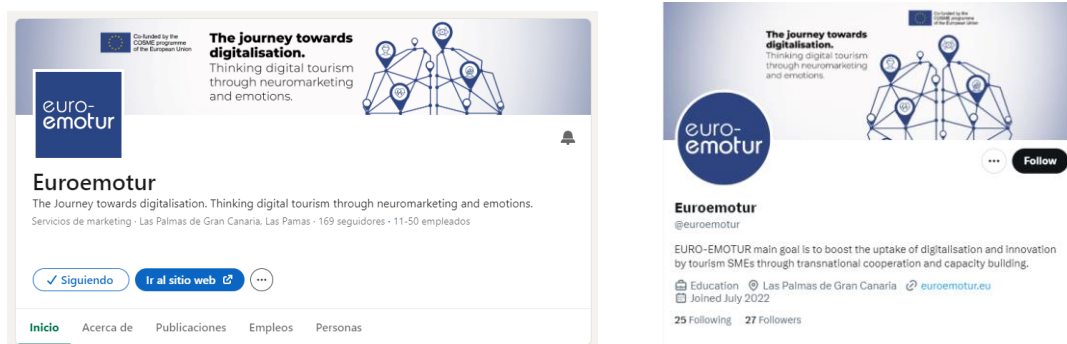 Co-funded by the
COSME programme
of the European Union
The journey towards
digitalisation.
Thinking digital tourism
through neuromarketing
and emotions.
euro-
emotur
Euroemotur
The Journey towards digitalisation. Thinking digital tourism through neuromarketing and emotions.
Servicios de marketing · Las Palmas de Gran Canaria, Las Pamas · 169 seguidores · 11-50 empleados
Siguiendo
Ir al sitio web
Inicio Acerca de Publicaciones Empleos Personas
Co-funded by the
COSME programme
of the European Union
The journey towards
digitalisation.
Thinking digital tourism
through neuromarketing
and emotions.
euro-
emotur
Follow
Euroemotur
@euroemotur
EURO-EMOTUR main goal is to boost the uptake of digitalisation and innovation
by tourism SMEs through transnational cooperation and capacity building.
Education Las Palmas de Gran Canaria euroemotur.eu
Joined July 2022
25 Following 27 Followers